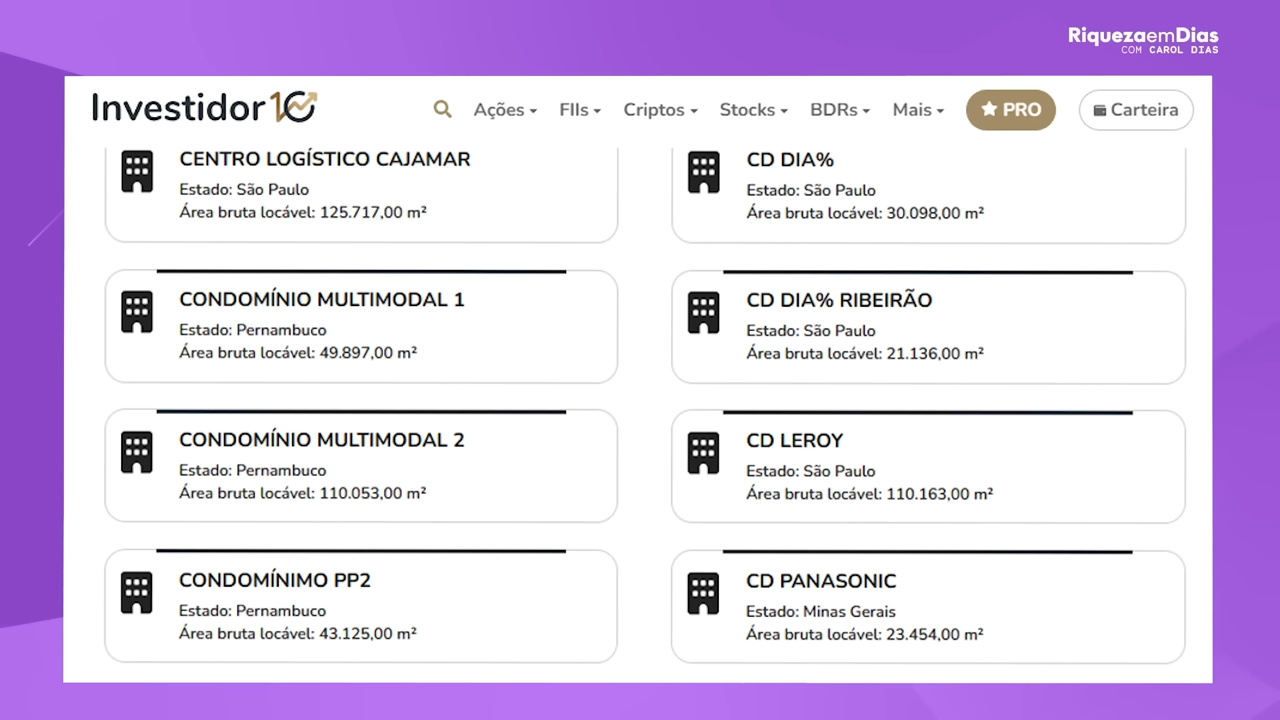 RiquezaemDias
COM CAROL DIAS
Investidor 10
Ações
FIIs
Criptos
Stocks
BDRs
Mais
PRO
Carteira
CENTRO LOGÍSTICO CAJAMAR
Estado: São Paulo
Área bruta locável: 125.717,00 m²
CD DIA%
Estado: São Paulo
Área bruta locável: 30.098,00 m²
CONDOMÍNIO MULTIMODAL 1
Estado: Pernambuco
Área bruta locável: 49.897,00 m²
CD DIA% RIBEIRÃO
Estado: São Paulo
Área bruta locável: 21.136,00 m²
CONDOMÍNIO MULTIMODAL 2
Estado: Pernambuco
Área bruta locável: 110.053,00 m²
CD LEROY
Estado: São Paulo
Área bruta locável: 110.163,00 m²
CONDOMÍNIMO PP2
Estado: Pernambuco
Área bruta locável: 43.125,00 m²
CD PANASONIC
Estado: Minas Gerais
Área bruta locável: 23.454,00 m²